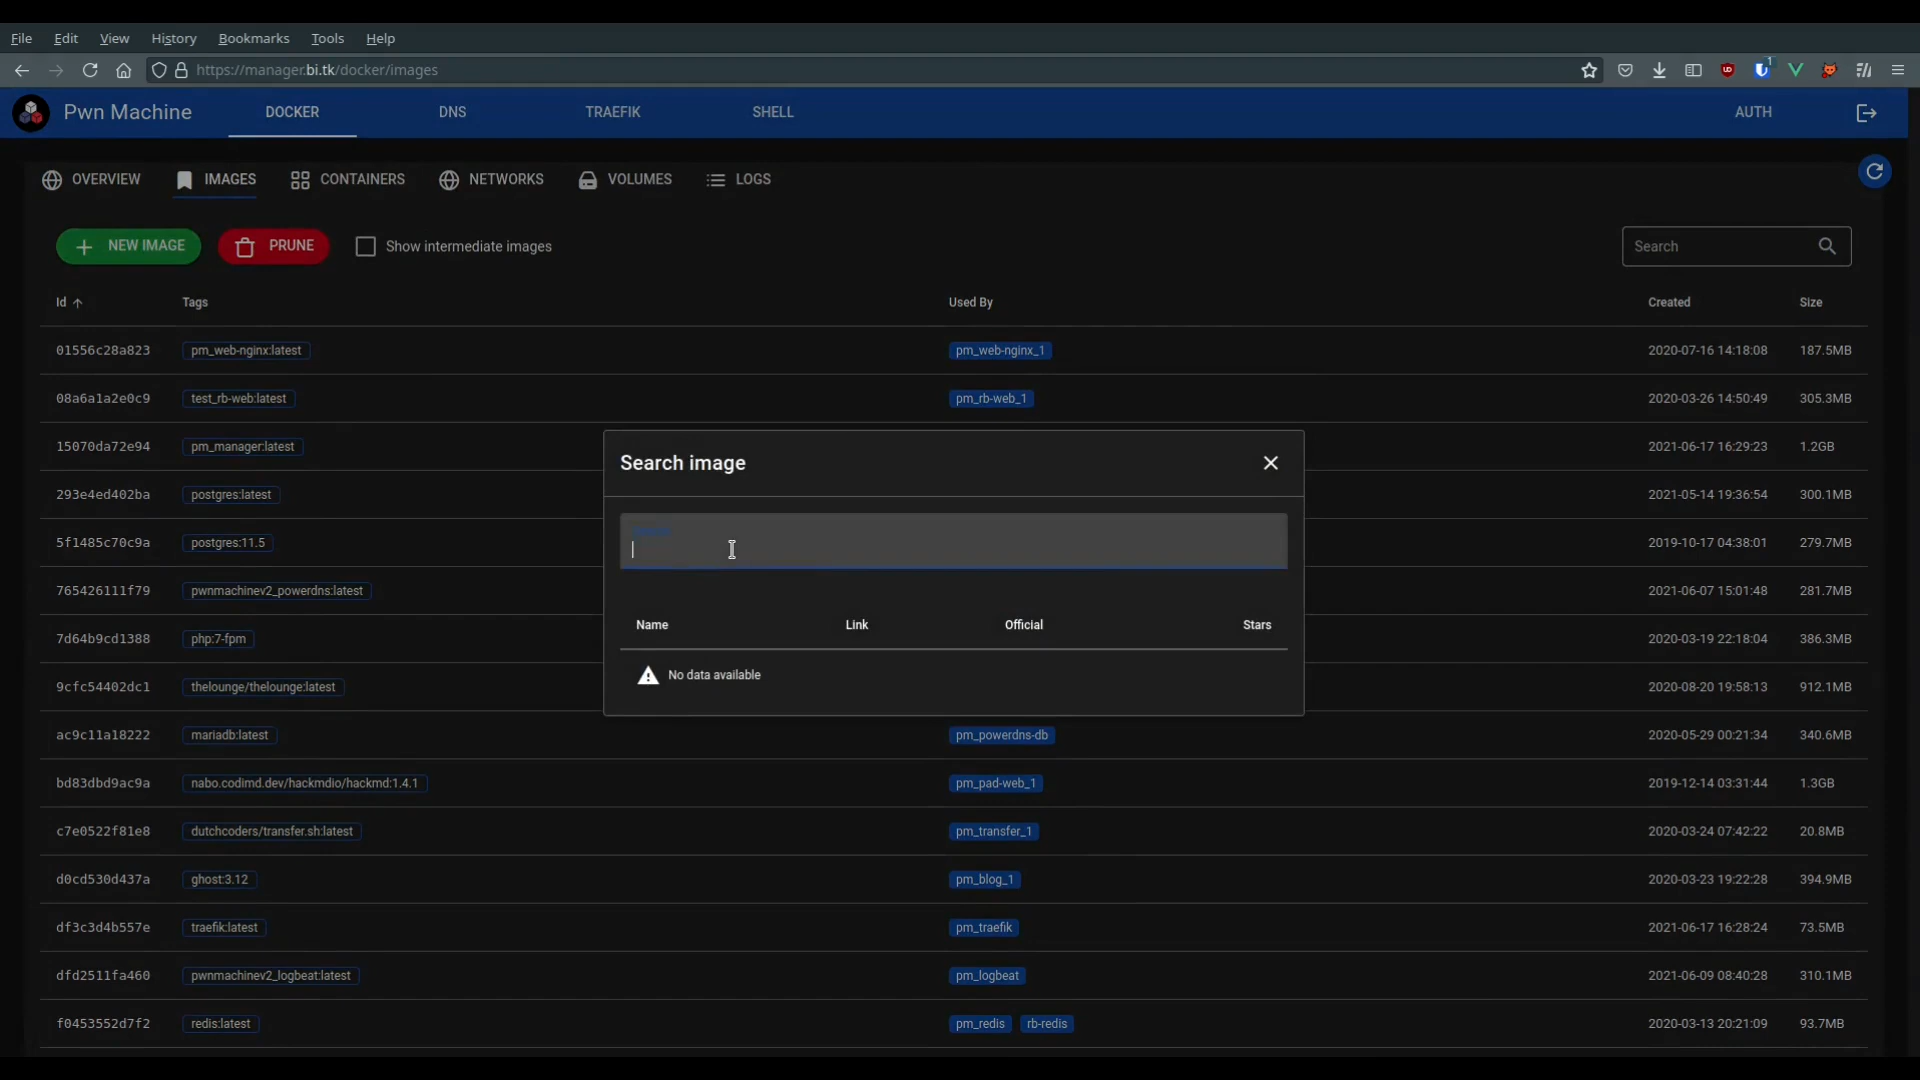 File Edit View History Bookmarks Tools Help
https://manager.bi.tk/docker/images
1
Pwn Machine DOCKER DNS TRAEFIK SHELL AUTH
OVERVIEW IMAGES CONTAINERS NETWORKS VOLUMES LOGS
NEW IMAGE PRUNE Show intermediate images Search
Id Tags Used By Created Size
01556c28a823 pm_web-nginx:latest pm_web-nginx_1 2020-07-16 14:18:08 187.5MB
08a6a1a2e0c9 test_rb-web:latest pm_rb-web_1 2020-03-26 14:50:49 305.3MB
15070da72e94 pm_manager:latest 2021-06-17 16:29:23 1.2GB
293e4ed402ba postgres:latest 2021-05-14 19:36:54 300.1MB
5f1485c70c9a postgres:11.5 2019-10-17 04:38:01 279.7MB
765426111f79 pwnmachinev2_powerdns:latest 2021-06-07 15:01:48 281.7MB
7d64b9cd1388 php:7-fpm 2020-03-19 22:18:04 386.3MB
9cfc54402dc1 thelounge/thelounge:latest 2020-08-20 19:58:13 912.1MB
ac9c11a18222 mariadb:latest pm_powerdns-db 2020-05-29 00:21:34 340.6MB
bd83dbd9ac9a nabo.codimd.dev/hackmdio/hackmd:1.4.1 pm_pad-web_1 2019-12-14 03:31:44 1.3GB
c7e0522f81e8 dutchcoders/transfer.sh:latest pm_transfer_1 2020-03-24 07:42:22 20.8MB
d0cd530d437a ghost:3.12 pm_blog_1 2020-03-23 19:22:28 394.9MB
df3c3d4b557e traefik:latest pm_traefik 2021-06-17 16:28:24 73.5MB
dfd2511fa460 pwnmachinev2_logbeat:latest pm_logbeat 2021-06-09 08:40:28 310.1MB
f0453552d7f2 redis:latest pm_redis rb-redis 2020-03-13 20:21:09 93.7MB
Search image
Name Link Official Stars
No data available